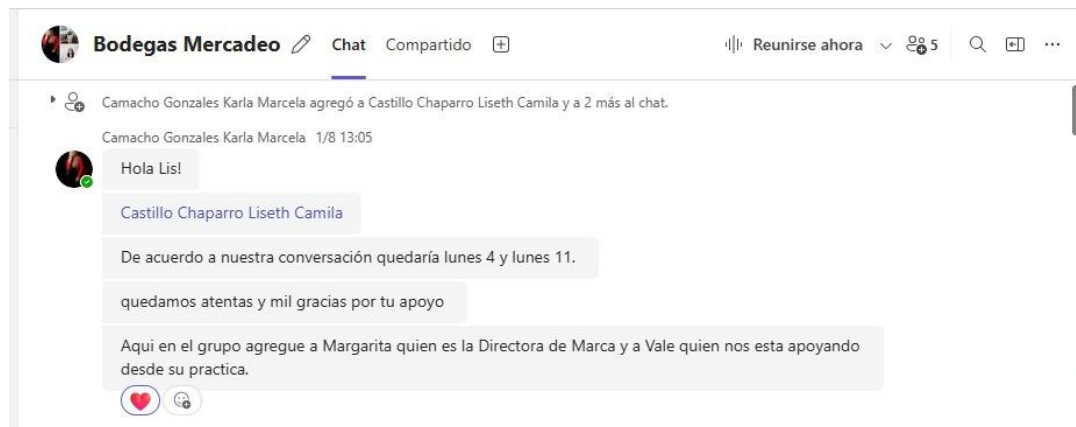 Bodegas Mercadeo Chat Compartido Reunirse ahora 5
Camacho Gonzales Karla Marcela agregó a Castillo Chaparro Liseth Camila y a 2 más al chat.
Camacho Gonzales Karla Marcela 1/8 13:05
Hola Lis!
Castillo Chaparro Liseth Camila
De acuerdo a nuestra conversación quedaría lunes 4 y lunes 11.
quedamos atentas y mil gracias por tu apoyo
Aqui en el grupo agregue a Margarita quien es la Directora de Marca y a Vale quien nos esta apoyando
desde su practica.